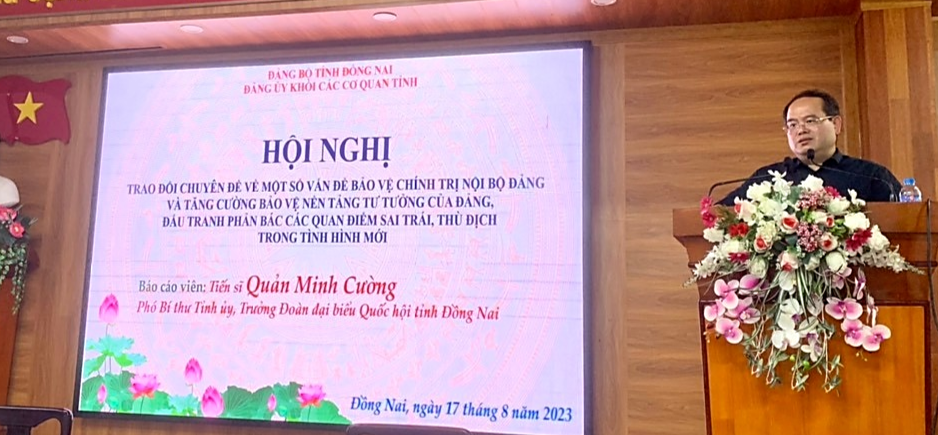 ĐẢNG BỘ TỈNH ĐỒNG NAI
ĐẢNG ỦY KHỐI CÁC CƠ QUAN TỈNH
HỘI NGHỊ
TRAO ĐỔI CHUYÊN ĐỀ VỀ MỘT SỐ VẤN ĐỀ BẢO VỆ CHÍNH TRỊ NỘI BỘ ĐẢNG
VÀ TĂNG CƯỜNG BẢO VỆ NỀN TẢNG TƯ TƯỞNG CỦA ĐẢNG,
ĐẤU TRANH PHẢN BÁC CÁC QUAN ĐIỂM SAI TRÁI, THÙ ĐỊCH
TRONG TÌNH HÌNH MỚI
Báo cáo viên: Tiến sĩ Quản Minh Cường
Phó Bí thư Tỉnh ủy, Trưởng Đoàn đại biểu Quốc hội tỉnh Đồng Nai
Đồng Nai, ngày 17 tháng 8 năm 2023